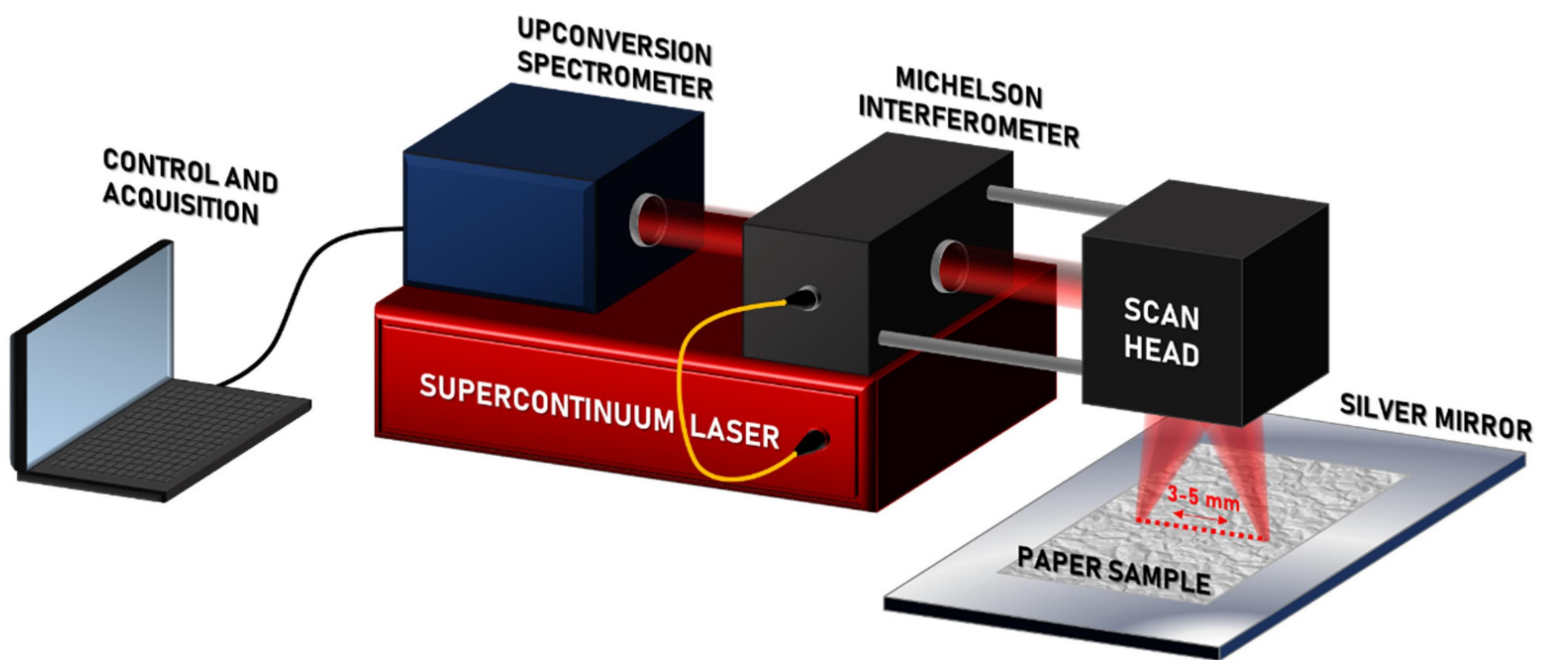 UPCONVERSION
SPECTROMETER
MICHELSON
INTERFEROMETER
CONTROL AND
ACQUISITION
SCAN
HEAD
SUPERCONTINUUM LASER
SILVER MIRROR
3-5 mm
PAPER SAMPLE